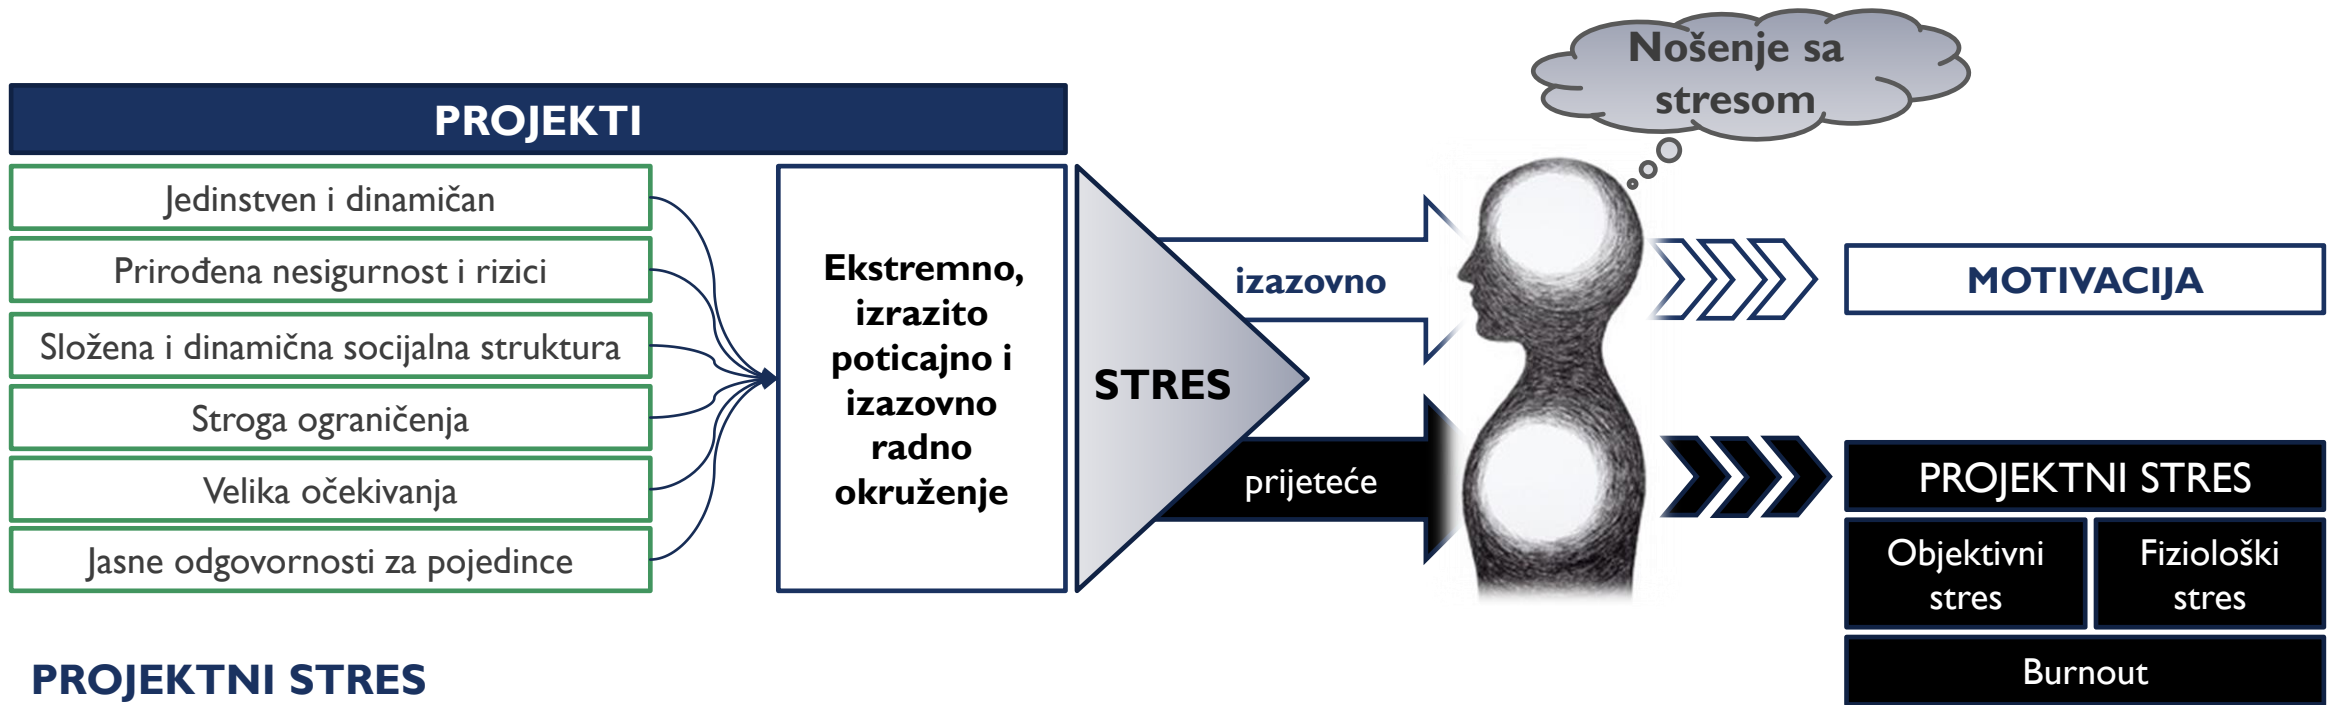 Nošenje sa
stresom
PROJEKTI
Jedinstven i dinamičan
Prirođena nesigurnost i rizici
Složena i dinamična socijalna struktura
Stroga ograničenja
Velika očekivanja
Jasne odgovornosti za pojedince
Ekstremno,
izrazito
poticajno i
izazovno
radno
okruženje
STRES
izazovno
prijeteće
MOTIVACIJA
PROJEKTNI STRES
Objektivni
stres
Fiziološki
stres
Burnout
PROJEKTNI STRES